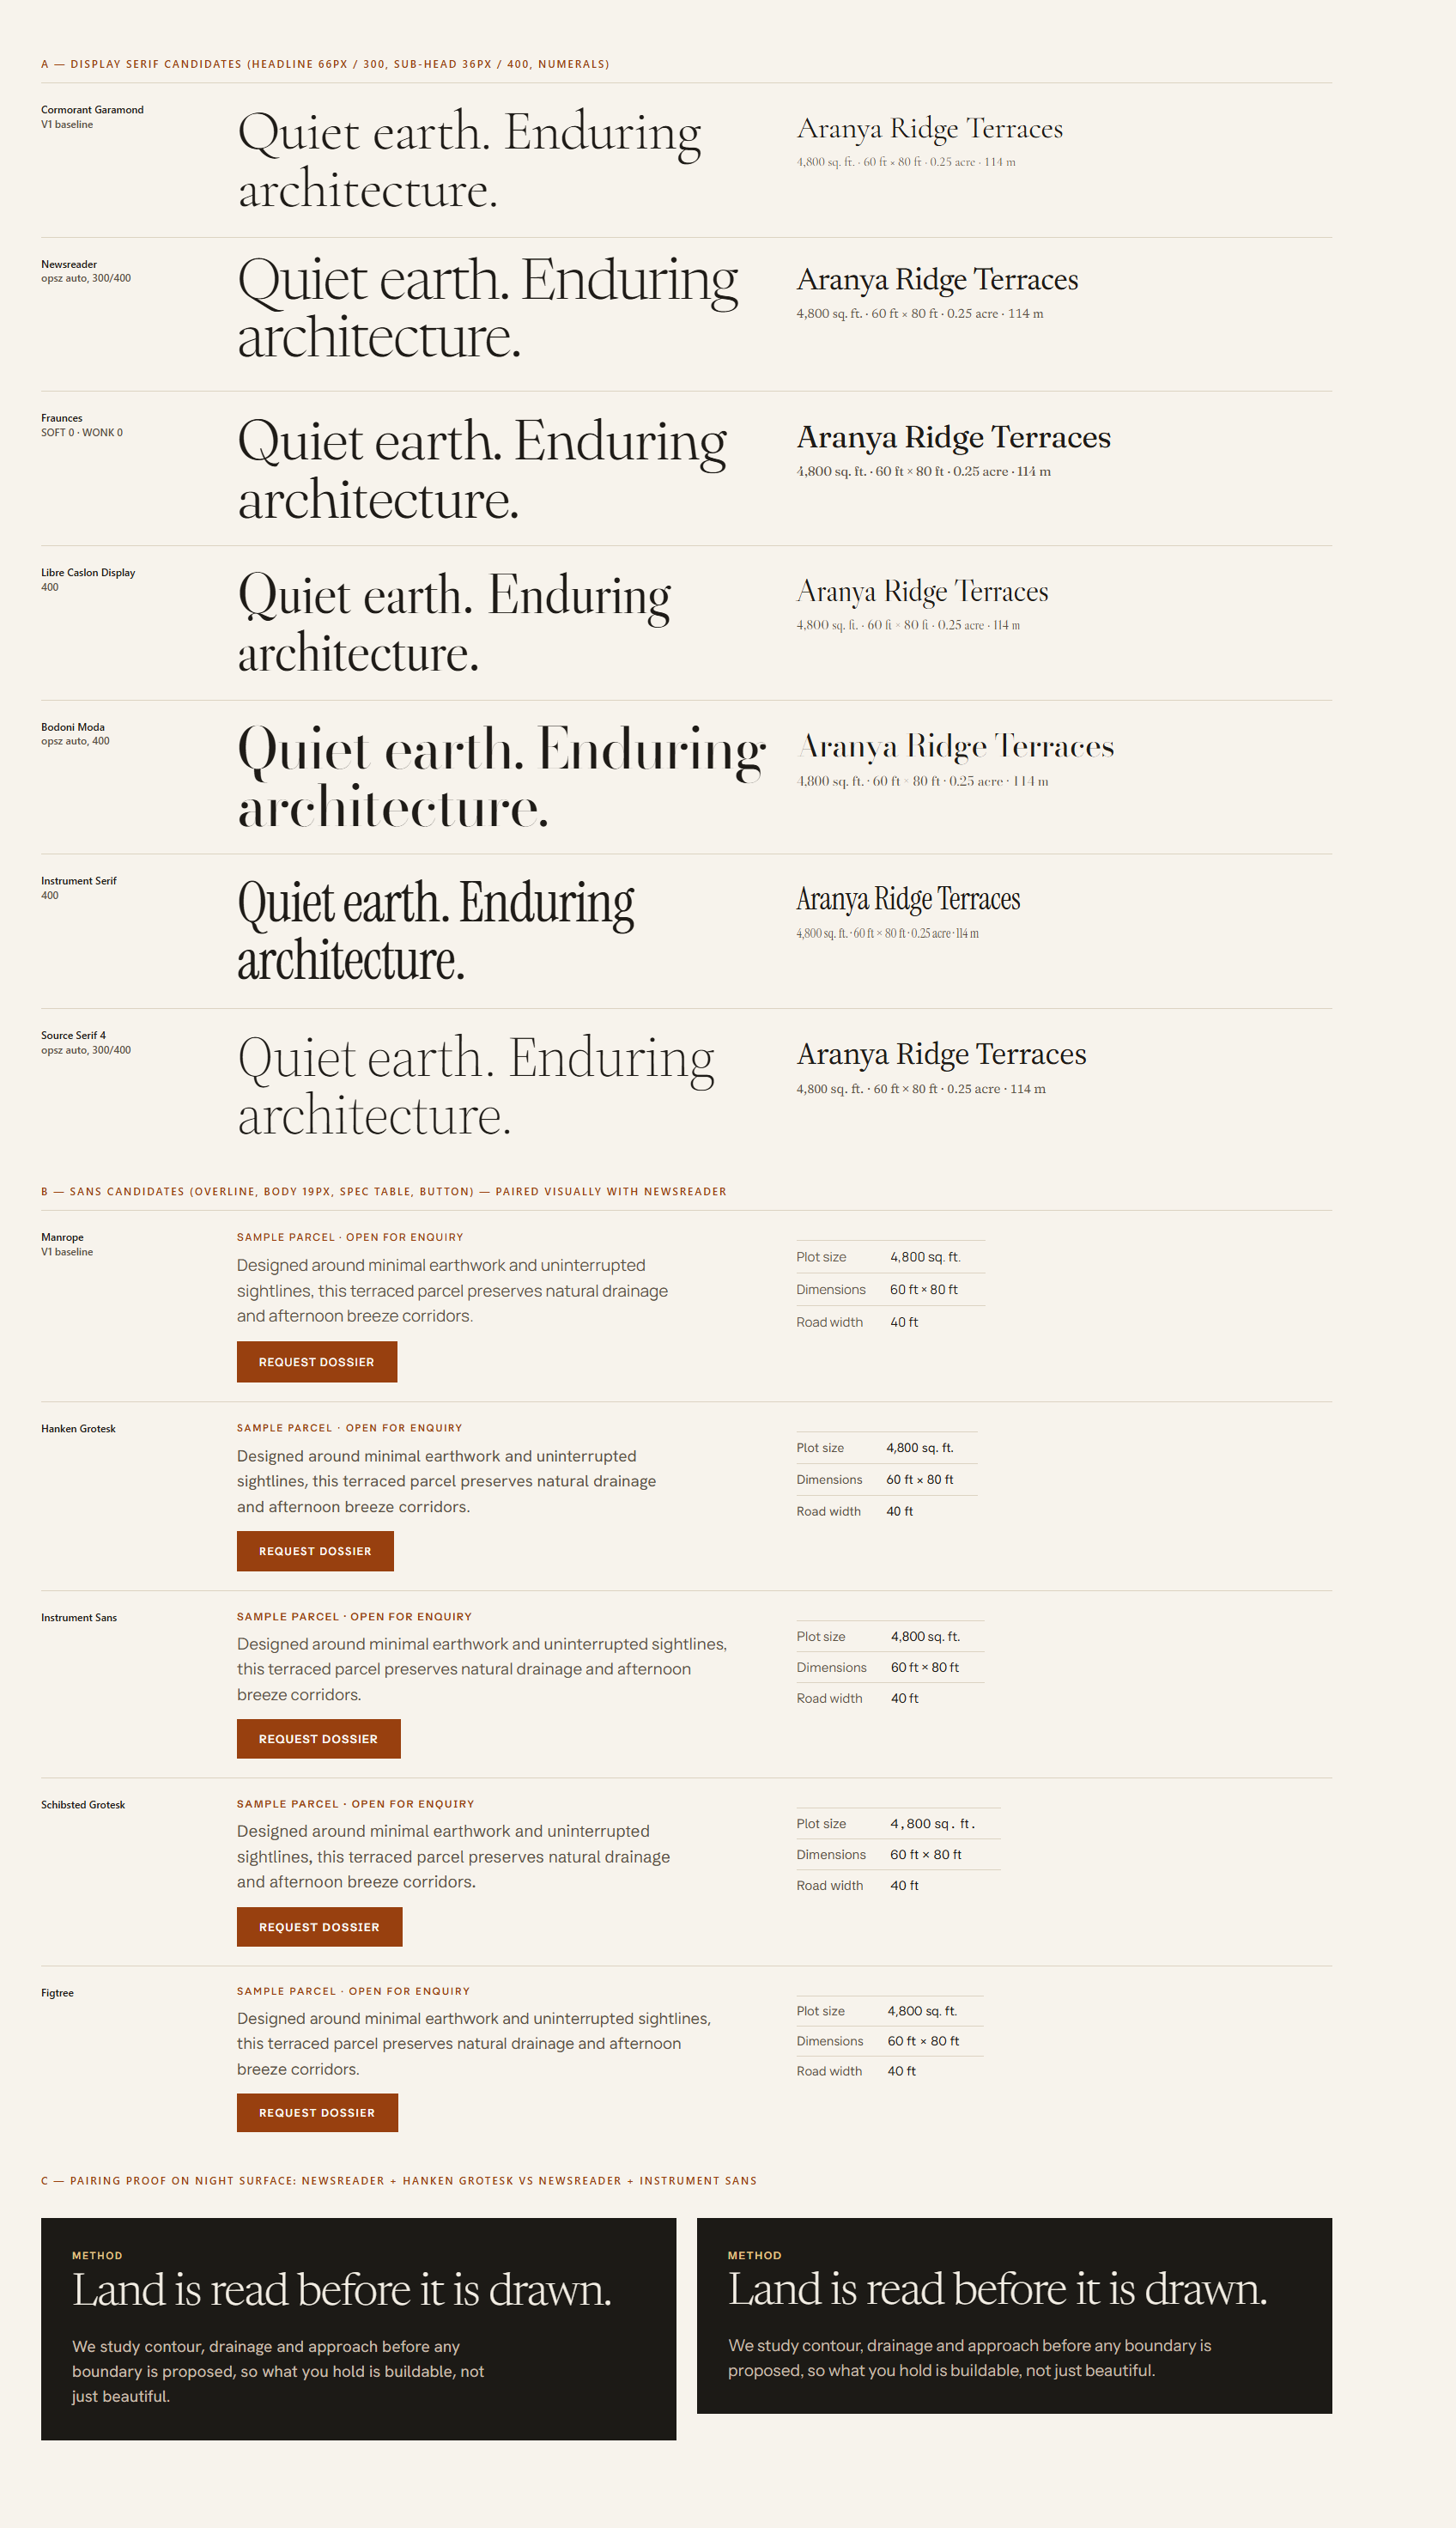 A — DISPLAY SERIF CANDIDATES (HEADLINE 66PX / 300, SUB-HEAD 36PX / 400, NUMERALS)
Cormorant Garamond
V1 baseline
Quiet earth. Enduring
architecture.
Aranya Ridge Terraces
4,800 sq. ft. · 60 ft × 80 ft · 0.25 acre · 114 m
Newsreader
opsz auto, 300/400
Quiet earth. Enduring
architecture.
Aranya Ridge Terraces
4,800 sq. ft. · 60 ft × 80 ft · 0.25 acre · 114 m
Fraunces
SOFT 0 · WONK 0
Quiet earth. Enduring
architecture.
Aranya Ridge Terraces
4,800 sq. ft. · 60 ft × 80 ft · 0.25 acre · 114 m
Libre Caslon Display
400
Quiet earth. Enduring
architecture.
Aranya Ridge Terraces
4,800 sq. ft. · 60 ft × 80 ft · 0.25 acre · 114 m
Bodoni Moda
opsz auto, 400
Quiet earth. Enduring
architecture.
Aranya Ridge Terraces
4,800 sq. ft. · 60 ft × 80 ft · 0.25 acre · 114 m
Instrument Serif
400
Quiet earth. Enduring
architecture.
Aranya Ridge Terraces
4,800 sq. ft. · 60 ft × 80 ft · 0.25 acre · 114 m
Source Serif 4
opsz auto, 300/400
Quiet earth. Enduring
architecture.
Aranya Ridge Terraces
4,800 sq. ft. · 60 ft × 80 ft · 0.25 acre · 114 m
B — SANS CANDIDATES (OVERLINE, BODY 19PX, SPEC TABLE, BUTTON) — PAIRED VISUALLY WITH NEWSREADER
Manrope
V1 baseline
SAMPLE PARCEL · OPEN FOR ENQUIRY
Designed around minimal earthwork and uninterrupted
sightlines, this terraced parcel preserves natural drainage
and afternoon breeze corridors.
REQUEST DOSSIER
Plot size 4,800 sq. ft.
Dimensions 60 ft × 80 ft
Road width 40 ft
Hanken Grotesk
SAMPLE PARCEL · OPEN FOR ENQUIRY
Designed around minimal earthwork and uninterrupted
sightlines, this terraced parcel preserves natural drainage
and afternoon breeze corridors.
REQUEST DOSSIER
Plot size 4,800 sq. ft.
Dimensions 60 ft × 80 ft
Road width 40 ft
Instrument Sans
SAMPLE PARCEL · OPEN FOR ENQUIRY
Designed around minimal earthwork and uninterrupted sightlines,
this terraced parcel preserves natural drainage and afternoon
breeze corridors.
REQUEST DOSSIER
Plot size 4,800 sq. ft.
Dimensions 60 ft × 80 ft
Road width 40 ft
Schibsted Grotesk
SAMPLE PARCEL · OPEN FOR ENQUIRY
Designed around minimal earthwork and uninterrupted
sightlines, this terraced parcel preserves natural drainage
and afternoon breeze corridors.
REQUEST DOSSIER
Plot size 4,800 sq. ft.
Dimensions 60 ft × 80 ft
Road width 40 ft
Figtree
SAMPLE PARCEL · OPEN FOR ENQUIRY
Designed around minimal earthwork and uninterrupted sightlines,
this terraced parcel preserves natural drainage and afternoon
breeze corridors.
REQUEST DOSSIER
Plot size 4,800 sq. ft.
Dimensions 60 ft × 80 ft
Road width 40 ft
C — PAIRING PROOF ON NIGHT SURFACE: NEWSREADER + HANKEN GROTESK VS NEWSREADER + INSTRUMENT SANS
METHOD
Land is read before it is drawn.
We study contour, drainage and approach before any
boundary is proposed, so what you hold is buildable, not
just beautiful.
METHOD
Land is read before it is drawn.
We study contour, drainage and approach before any boundary is
proposed, so what you hold is buildable, not just beautiful.